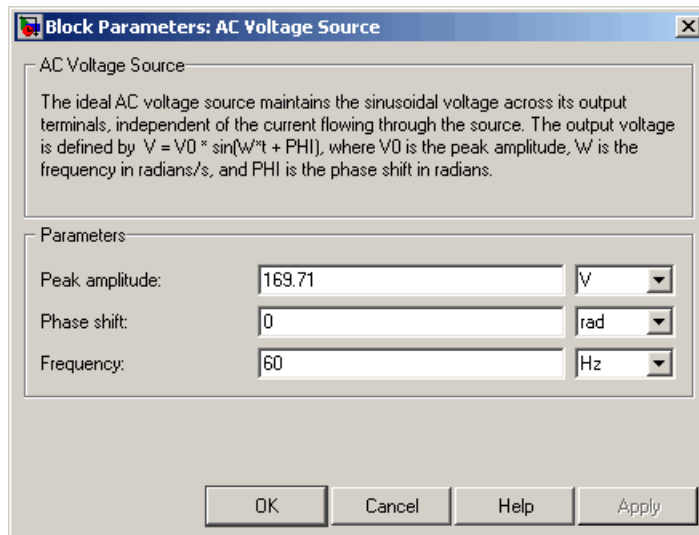 Block Parameters: AC Voltage Source
AC Voltage Source
The ideal AC voltage source maintains the sinusoidal voltage across its output
terminals, independent of the current flowing through the source. The output voltage
is defined by V = V0 * sin(W*t + PHI), where V0 is the peak amplitude, W is the
frequency in radians/s, and PHI is the phase shift in radians.
Parameters
Peak amplitude: 169.71 V
Phase shift: 0 rad
Frequency: 60 Hz
OK Cancel Help Apply